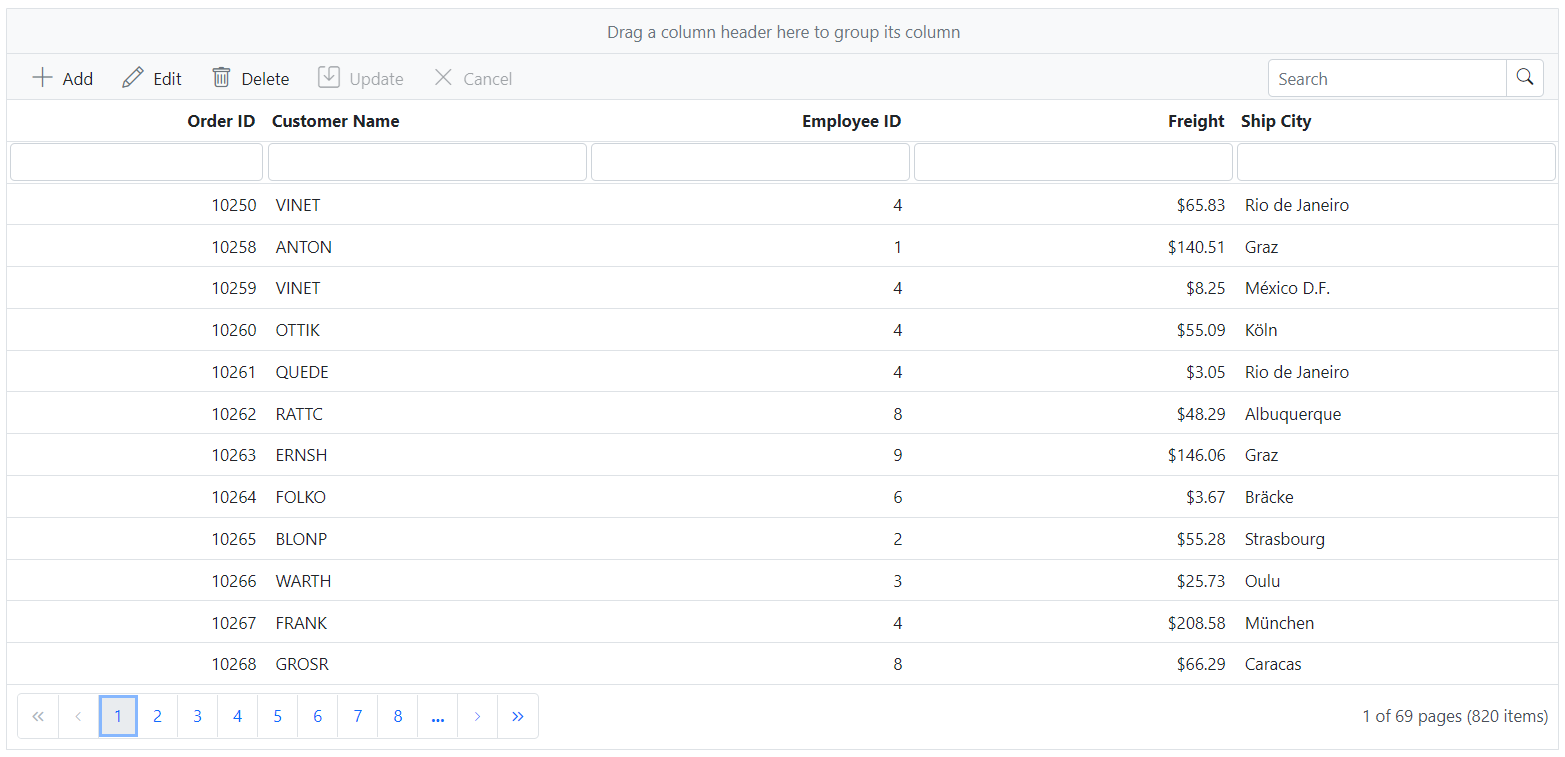 Drag a column header here to group its column
Add Edit Delete Update Cancel Search
Order ID Customer Name Employee ID Freight Ship City
10250 VINET 4 $65.83 Rio de Janeiro
10258 ANTON 1 $140.51 Graz
10259 VINET 4 $8.25 México D.F.
10260 OTTIK 4 $55.09 Köln
10261 QUEDE 4 $3.05 Rio de Janeiro
10262 RATTC 8 $48.29 Albuquerque
10263 ERNSH 9 $146.06 Graz
10264 FOLKO 6 $3.67 Bräcke
10265 BLONP 2 $55.28 Strasbourg
10266 WARTH 3 $25.73 Oulu
10267 FRANK 4 $208.58 München
10268 GROSR 8 $66.29 Caracas
1 2 3 4 5 6 7 8 ... 1 of 69 pages (820 items)